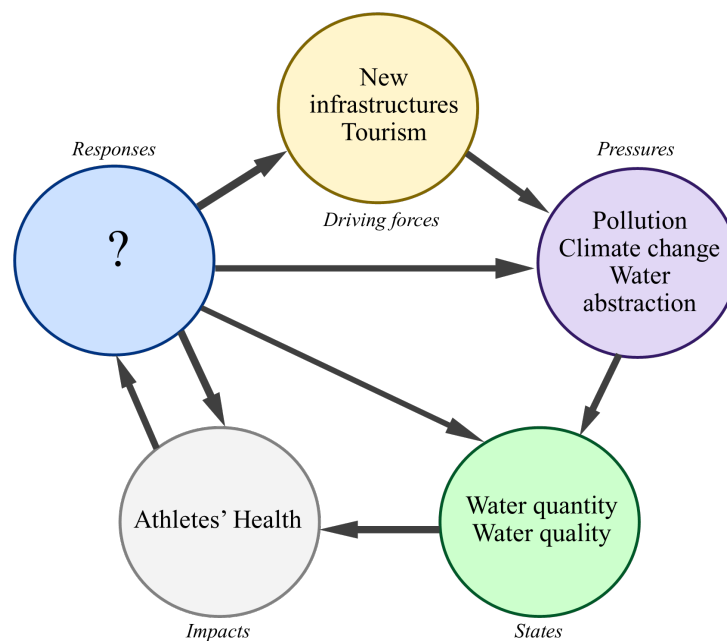 New
infrastructures
Tourism
Responses
Pressures
Driving forces
?
Pollution
Climate change
Water
abstraction
Athletes' Health
Water quantity
Water quality
Impacts
States